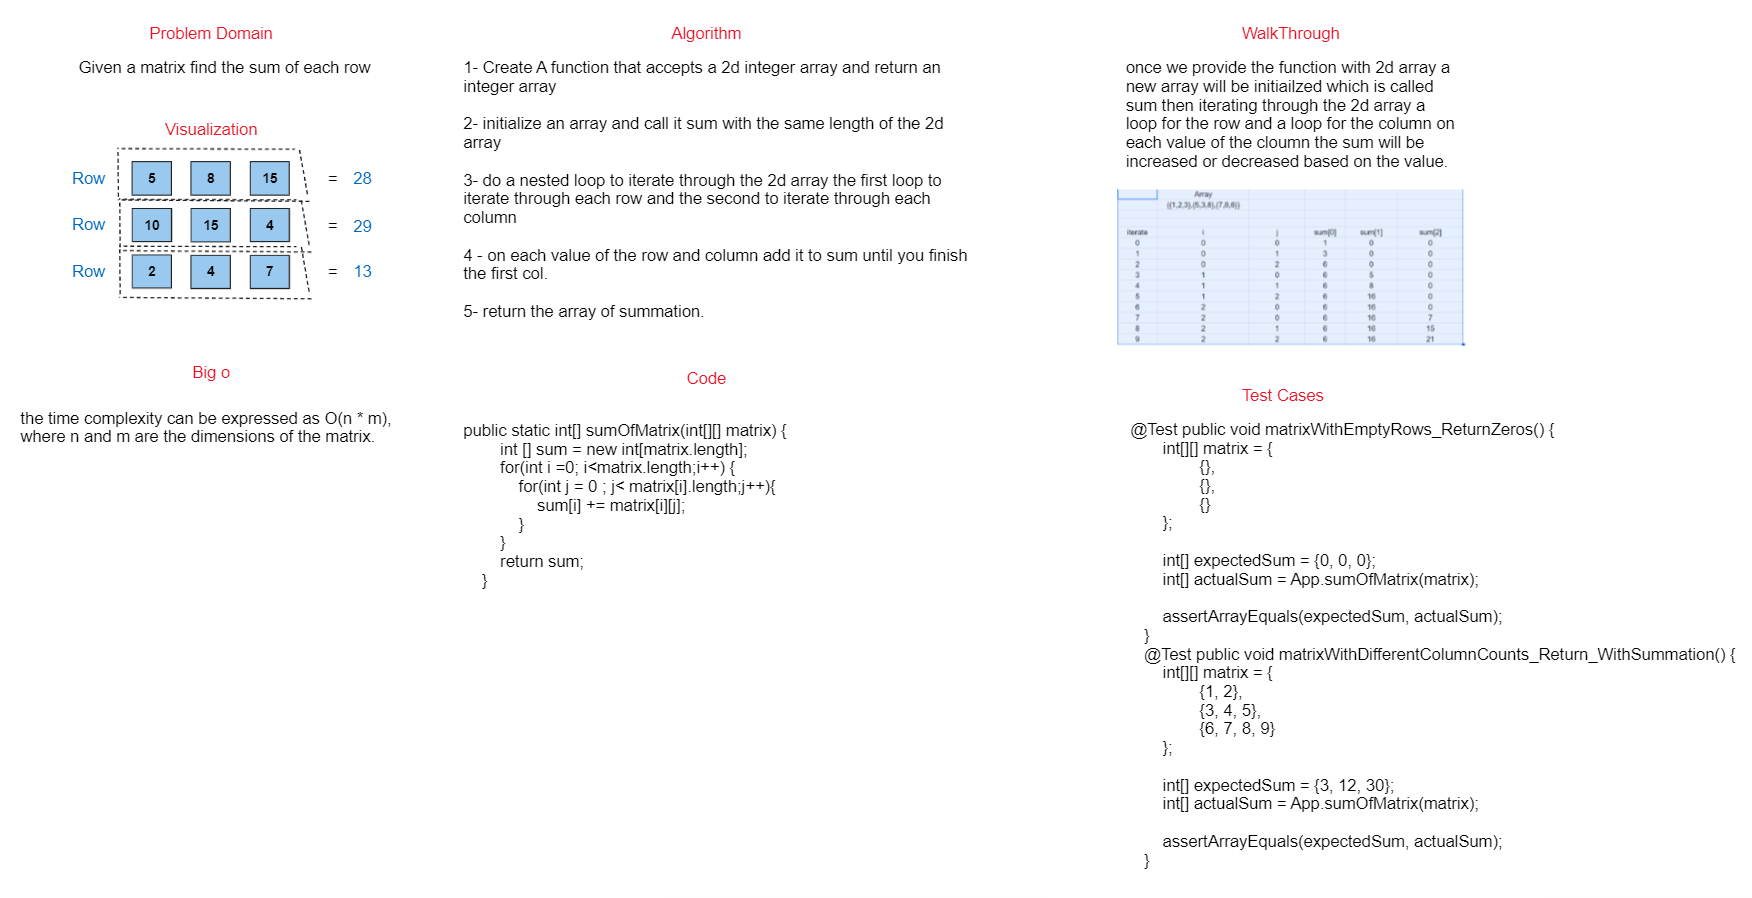 Problem Domain
Given a matrix find the sum of each row
Visualization
Row 5 8 15 = 28
Row 10 15 4 = 29
Row 2 4 7 = 13
Big o
the time complexity can be expressed as O(n * m),
where n and m are the dimensions of the matrix.
Algorithm
1- Create A function that accepts a 2d integer array and return an
integer array
2- initialize an array and call it sum with the same length of the 2d
array
3- do a nested loop to iterate through the 2d array the first loop to
iterate through each row and the second to iterate through each
column
4 - on each value of the row and column add it to sum until you finish
the first col.
5- return the array of summation.
Code
public static int[] sumOfMatrix(int[][] matrix) {
int [] sum = new int[matrix.length];
for(int i =0; i<matrix.length;i++) {
for(int j = 0 ; j< matrix[i].length;j++){
sum[i] += matrix[i][j];
}
}
return sum;
}
WalkThrough
once we provide the function with 2d array a
new array will be initiailzed which is called
sum then iterating through the 2d array a
loop for the row and a loop for the column on
each value of the cloumn the sum will be
increased or decreased based on the value.
Array
{{1,2,3},{5,3,8},{7,8,6}}
iterate i j sum[0] sum[1] sum[2]
0 0 0 1 0 0
1 0 1 3 0 0
2 0 2 6 0 0
3 1 0 6 5 0
4 1 1 6 8 0
5 1 2 6 16 0
6 2 0 6 16 0
7 2 0 6 16 7
8 2 1 6 16 15
9 2 2 6 16 21
Test Cases
@Test public void matrixWithEmptyRows_ReturnZeros() {
int[][] matrix = {
{},
{},
{}
};
int[] expectedSum = {0, 0, 0};
int[] actualSum = App.sumOfMatrix(matrix);
assertArrayEquals(expectedSum, actualSum);
}
@Test public void matrixWithDifferentColumnCounts_Return_WithSummation() {
int[][] matrix = {
{1, 2},
{3, 4, 5},
{6, 7, 8, 9}
};
int[] expectedSum = {3, 12, 30};
int[] actualSum = App.sumOfMatrix(matrix);
assertArrayEquals(expectedSum, actualSum);
}